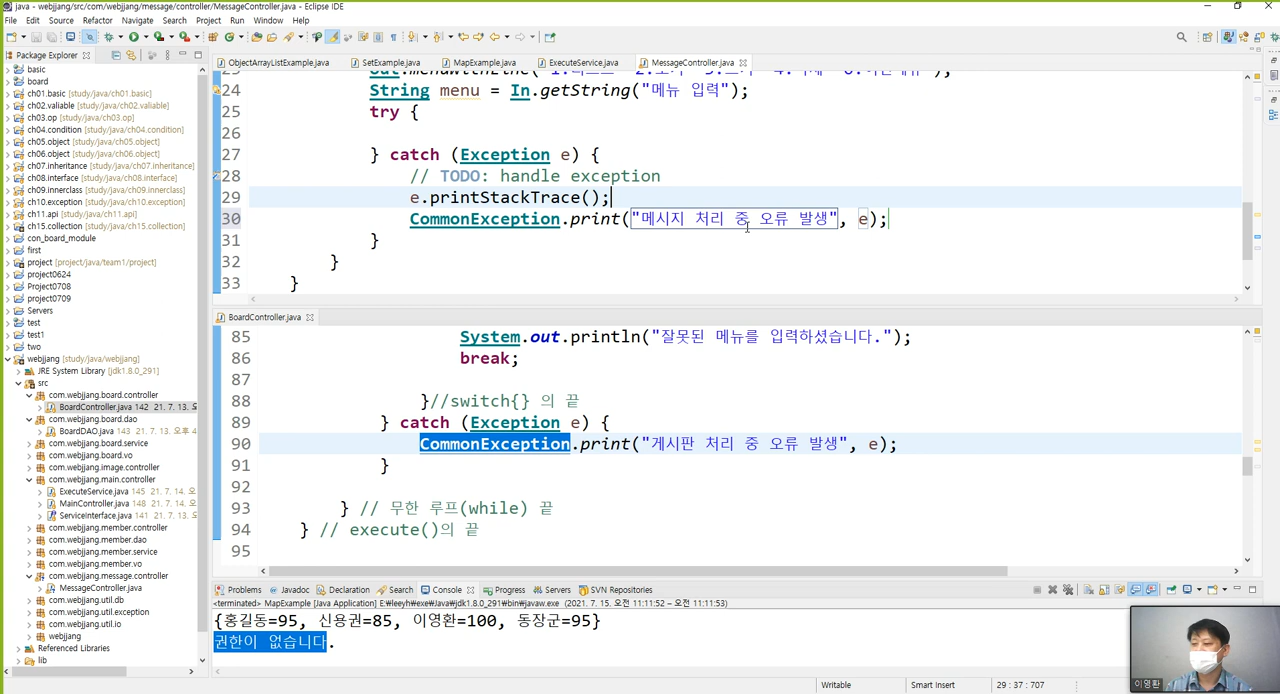 java - webjjang/src/com/webjjang/message/controller/MessageController.java - Eclipse IDE
File Edit Source Refactor Navigate Search Project Run Window Help
Package Explorer
basic
board
ch01.basic [study/java/ch01.basic]
ch02.valiable [study/java/ch02.valiable]
ch03.op [study/java/ch03.op]
ch04.condition [study/java/ch04.condition]
ch05.object [study/java/ch05.object]
ch06.object [study/java/ch06.object]
ch07.inheritance [study/java/ch07.inheritance]
ch08.interface [study/java/ch08.interface]
ch09.innerclass [study/java/ch09.innerclass]
ch10.exception [study/java/ch10.exception]
ch11.api [study/java/ch11.api]
ch15.collection [study/java/ch15.collection]
con_board_module
first
project [java/team1/project]
project0624
Project0708
project0709
Servers
test
test1
two
webjjang [study/java/webjjang]
JRE System Library [jdk1.8.0_291]
src
com.webjjang.board.controller
BoardController.java 142 21. 7. 13. 오
com.webjjang.board.dao
BoardDAO.java 143 21. 7. 13. 오후 4
com.webjjang.board.service
com.webjjang.board.vo
com.webjjang.image.controller
com.webjjang.main.controller
ExecuteService.java 145 21. 7. 14. 오
MainController.java 148 21. 7. 14. 오
ServiceInterface.java 141 21. 7. 13. 오
com.webjjang.member.controller
com.webjjang.member.dao
com.webjjang.member.service
com.webjjang.member.vo
com.webjjang.message.controller
MessageController.java
com.webjjang.util.db
com.webjjang.util.exception
com.webjjang.util.io
webjjang
Referenced Libraries
lib
ObjectArrayListExample.java SetExample.java MapExample.java ExecuteService.java MessageController.java
24 String menu = In.getString("메뉴 입력");
25 try {
26
27 } catch (Exception e) {
28 // TODO: handle exception
29 e.printStackTrace();
30 CommonException.print("메시지 처리 중 오류 발생", e);
31 }
32 }
33 }
BoardController.java
85 System.out.println("잘못된 메뉴를 입력하셨습니다.");
86 break;
87
88 }//switch{} 의 끝
89 } catch (Exception e) {
90 CommonException.print("게시판 처리 중 오류 발생", e);
91 }
92
93 } // 무한 루프(while) 끝
94 } // execute()의 끝
95
Problems Javadoc Declaration Search Console Progress Servers SVN Repositories
<terminated> MapExample [Java Application] E:₩leeyh₩exe₩java₩jdk1.8.0_291₩bin₩javaw.exe (2021. 7. 15. 오전 11:11:52 – 오전 11:11:53)
{홍길동=95, 신용권=85, 이영환=100, 동장군=95}
권한이 없습니다.
이영환
Writable Smart Insert 29 : 37 : 707